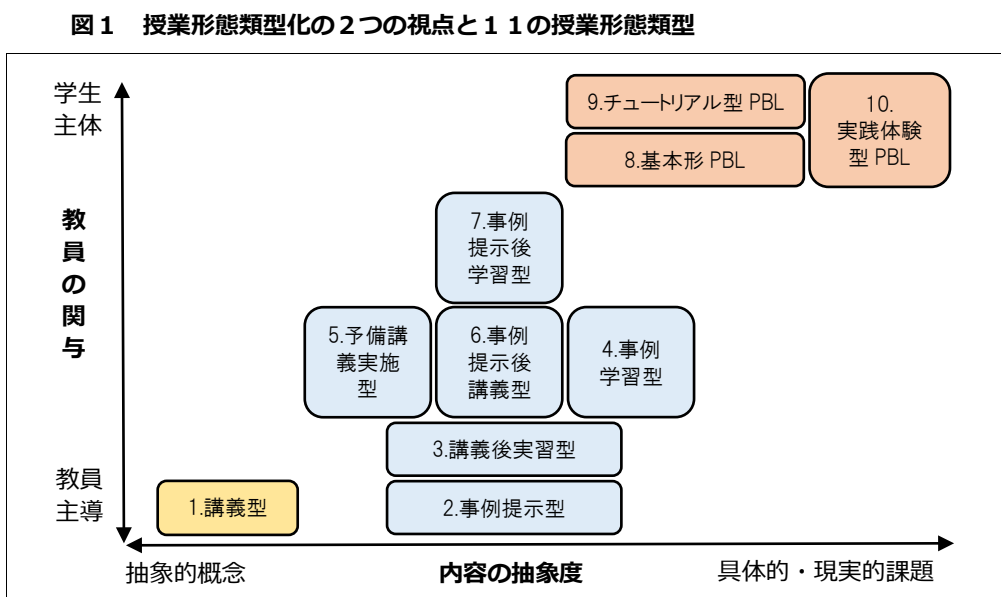 図１ 授業形態類型化の２つの視点と１１の授業形態類型
学生
主体
9.チュートリアル型 PBL
10.
実践体験
型 PBL
8.基本形 PBL
教
員
の
関
与
7.事例
提示後
学習型
5.予備講
義実施
型
6.事例
提示後
講義型
4.事例
学習型
3.講義後実習型
教員
主導
1.講義型
2.事例提示型
抽象的概念
内容の抽象度
具体的・現実的課題